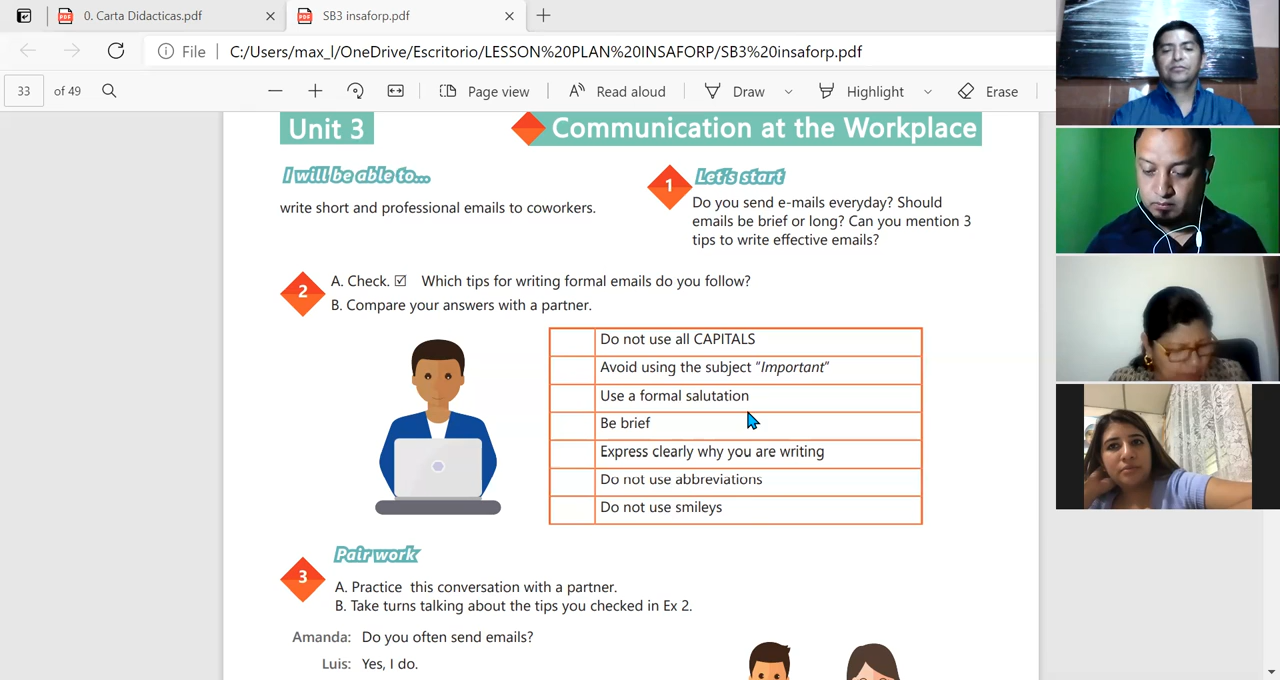 0. Carta Didacticas.pdf
SB3 insaforp.pdf
File
C:/Users/max_l/OneDrive/Escritorio/LESSON%20PLAN%20INSAFORP/SB3%20insaforp.pdf
33 of 49
Page view
Read aloud
Draw
Highlight
Erase
Unit 3
Communication at the Workplace
I will be able to...
write short and professional emails to coworkers.
1
Let's start
Do you send e-mails everyday? Should
emails be brief or long? Can you mention 3
tips to write effective emails?
2
A. Check. ☑ Which tips for writing formal emails do you follow?
B. Compare your answers with a partner.
Do not use all CAPITALS
Avoid using the subject "Important"
Use a formal salutation
Be brief
Express clearly why you are writing
Do not use abbreviations
Do not use smileys
3
Pair work
A. Practice this conversation with a partner.
B. Take turns talking about the tips you checked in Ex 2.
Amanda: Do you often send emails?
Luis: Yes, I do.